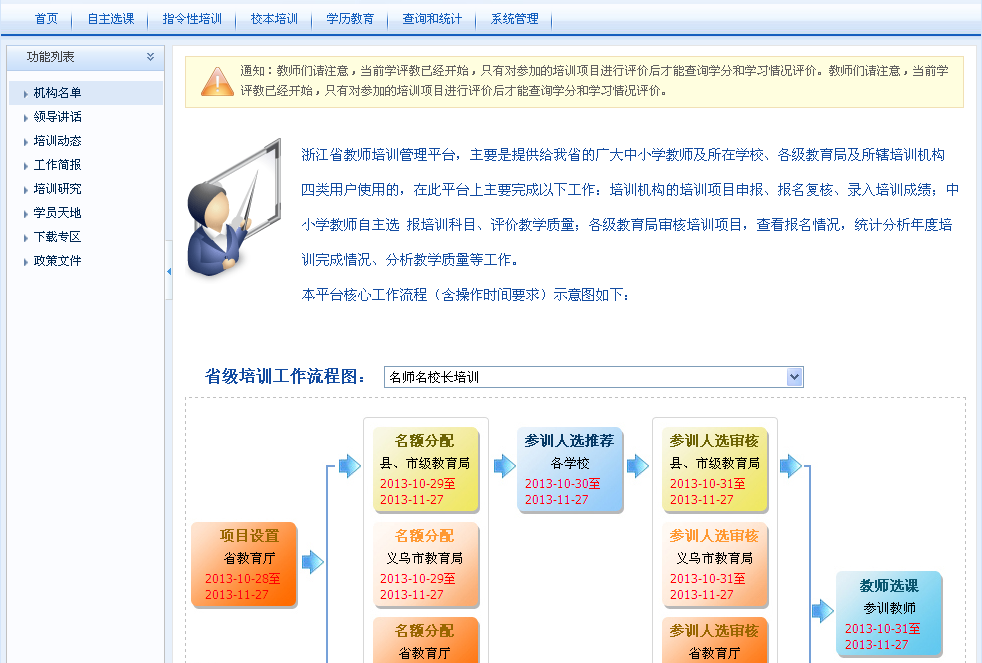 首页 自主选课 指令性培训 校本培训 学历教育 查询和统计 系统管理
功能列表
机构名单
领导讲话
培训动态
工作简报
培训研究
学员天地
下载专区
政策文件
通知：教师们请注意，当前学评教已经开始，只有对参加的培训项目进行评价后才能查询学分和学习情况评价。教师们请注意，当前学
评教已经开始，只有对参加的培训项目进行评价后才能查询学分和学习情况评价。
浙江省教师培训管理平台，主要是提供给我省的广大中小学教师及所在学校、各级教育局及所辖培训机构
四类用户使用的，在此平台上主要完成以下工作：培训机构的培训项目申报、报名复核、录入培训成绩；中
小学教师自主选 报培训科目、评价教学质量；各级教育局审核培训项目，查看报名情况，统计分析年度培
训完成情况、分析教学质量等工作。
本平台核心工作流程（含操作时间要求）示意图如下：
省级培训工作流程图： 名师名校长培训
项目设置
省教育厅
2013-10-28至
2013-11-27
名额分配
县、市级教育局
2013-10-29至
2013-11-27
名额分配
义乌市教育局
2013-10-29至
2013-11-27
名额分配
省教育厅
参训人选推荐
各学校
2013-10-30至
2013-11-27
参训人选审核
县、市级教育局
2013-10-31至
2013-11-27
参训人选审核
义乌市教育局
2013-10-31至
2013-11-27
参训人选审核
省教育厅
教师选课
参训教师
2013-10-31至
2013-11-27